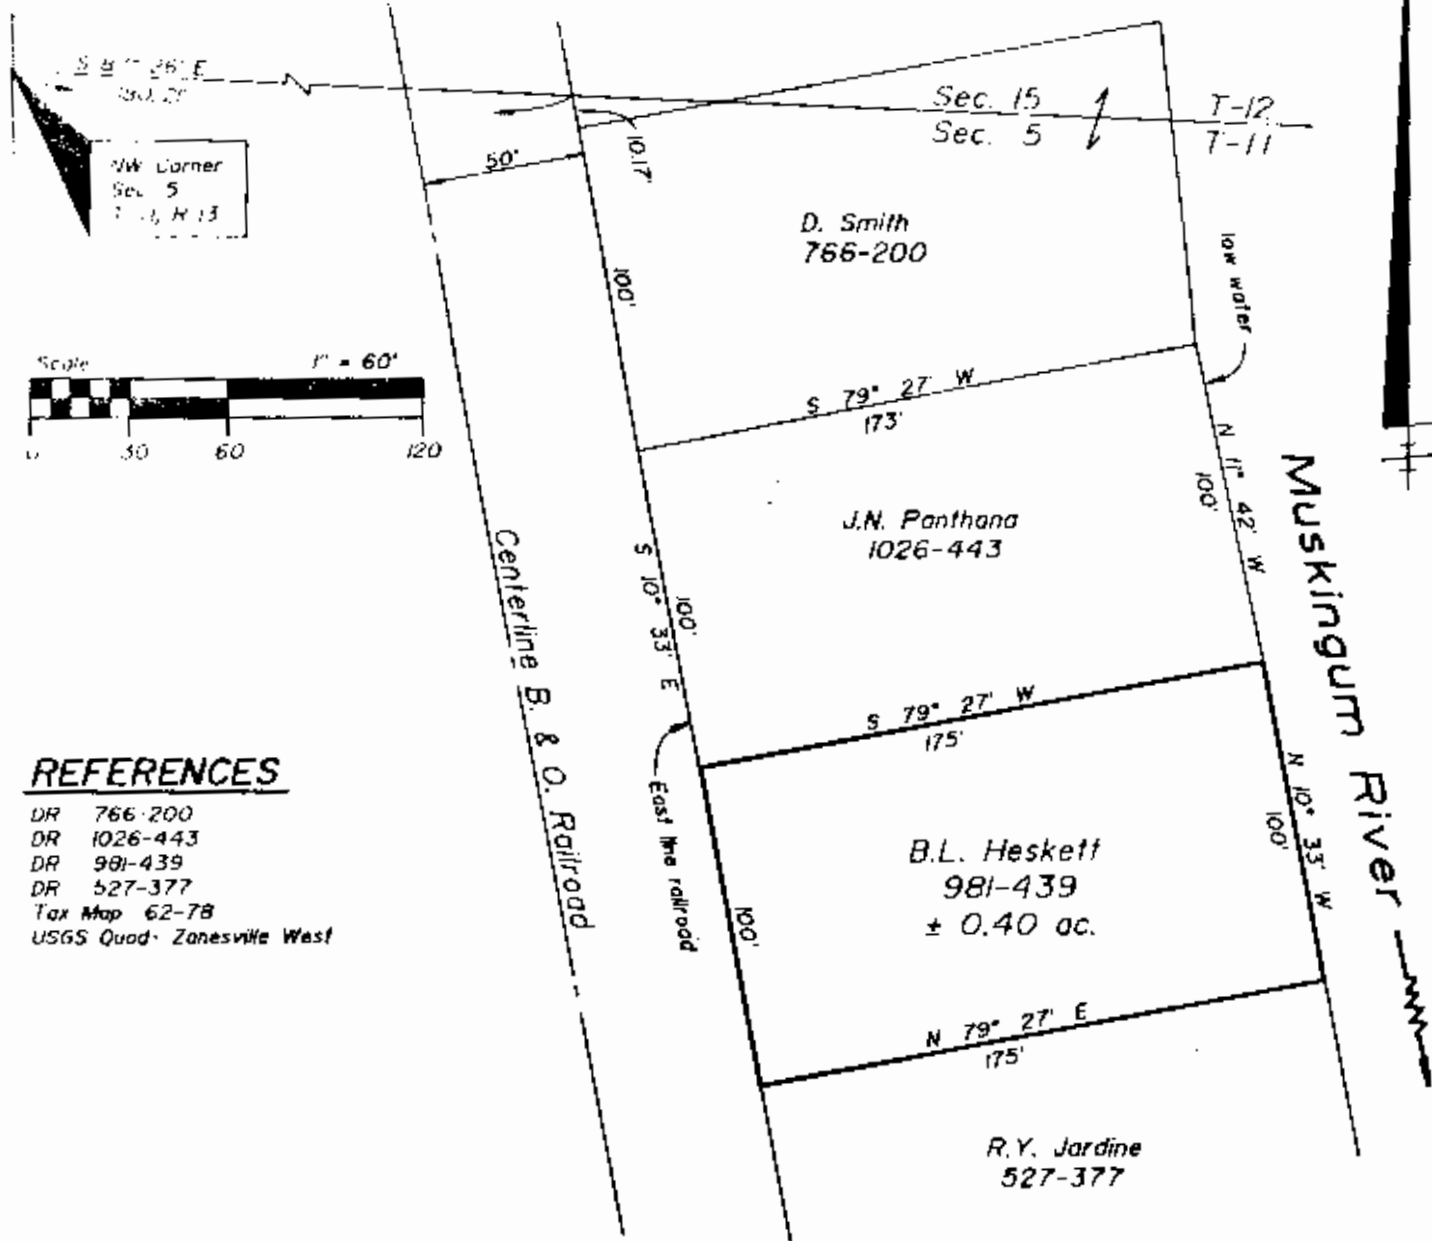 26' E
50'
10.17'
Sec. 15
Sec. 5
T-12
T-11
NW Corner
Sec. 5
R 13
D. Smith
766-200
100'
low water
Scale 1" = 60'
0 30 60 120
S 79° 27' W
173'
N 11° 42' W
100'
J.N. Panthana
1026-443
S 10° 33' E
100'
Centerline B. & O. Railroad
Muskingum River
S 79° 27' W
175'
East line railroad
REFERENCES
DR 766-200
DR 1026-443
DR 981-439
DR 527-377
Tax Map 62-78
USGS Quad- Zanesville West
B.L. Heskett
981-439
± 0.40 ac.
N 10° 33' W
100'
100'
N 79° 27' E
175'
R.Y. Jardine
527-377